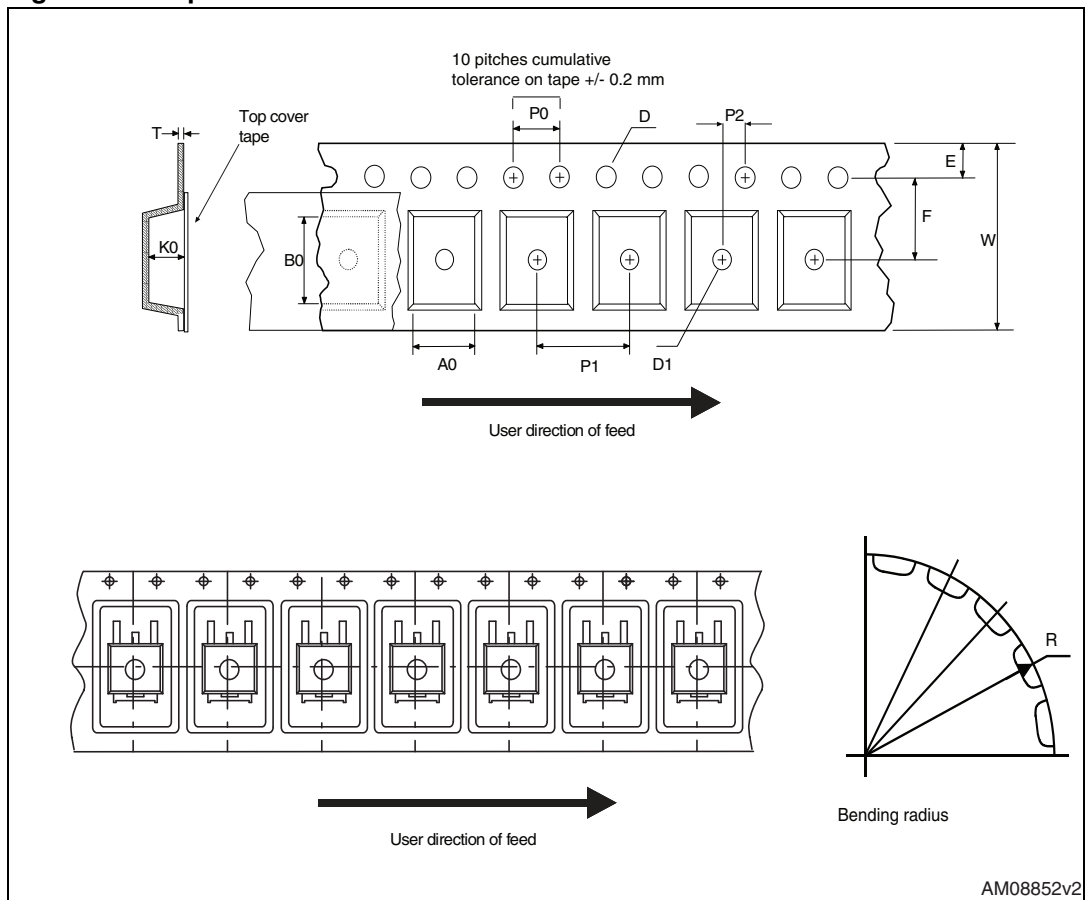 10 pitches cumulative
tolerance on tape +/- 0.2 mm
P0
D
P2
T
Top cover
tape
E
F
W
K0
B0
A0
P1
D1
User direction of feed
R
User direction of feed
Bending radius
AM08852v2